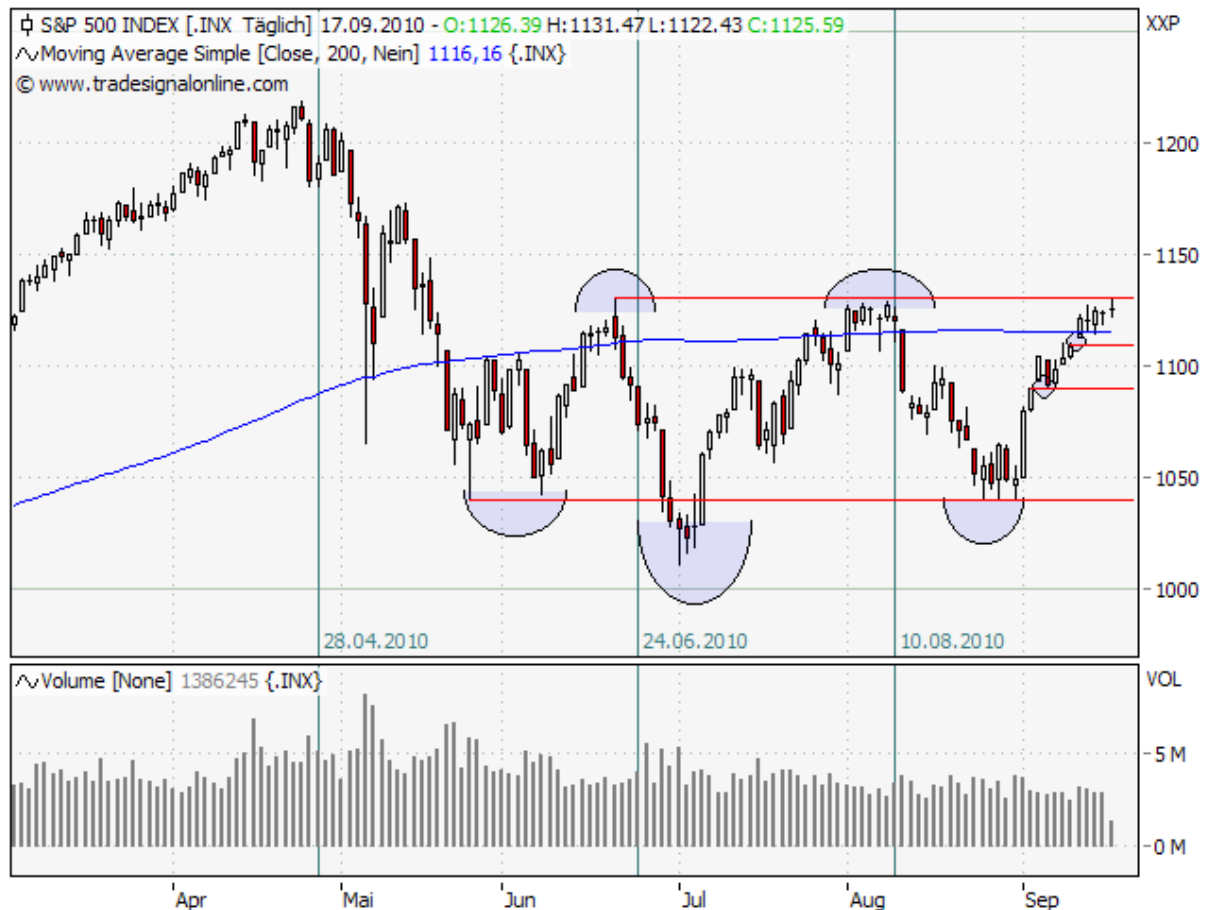 S&P 500 INDEX [.INX Täglich] 17.09.2010 - O:1126.39 H:1131.47 L:1122.43 C:1125.59
XXP
Moving Average Simple [Close, 200, Nein] 1116,16 {.INX}
© www.tradesignalonline.com
1200
1150
1100
1050
1000
28.04.2010
24.06.2010
10.08.2010
Volume [None] 1386245 {.INX}
VOL
5 M
0 M
Apr
Mai
Jun
Jul
Aug
Sep